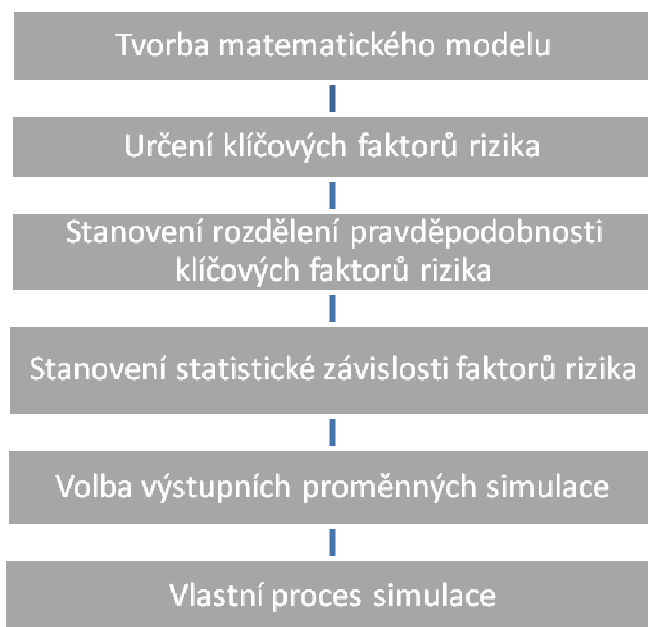 Tvorba matematického modelu
Určení klíčových faktorů rizika
Stanovení rozdělení pravděpodobnosti
klíčových faktorů rizika
Stanovení statistické závislosti faktorů rizika
Volba výstupních proměnných simulace
Vlastní proces simulace